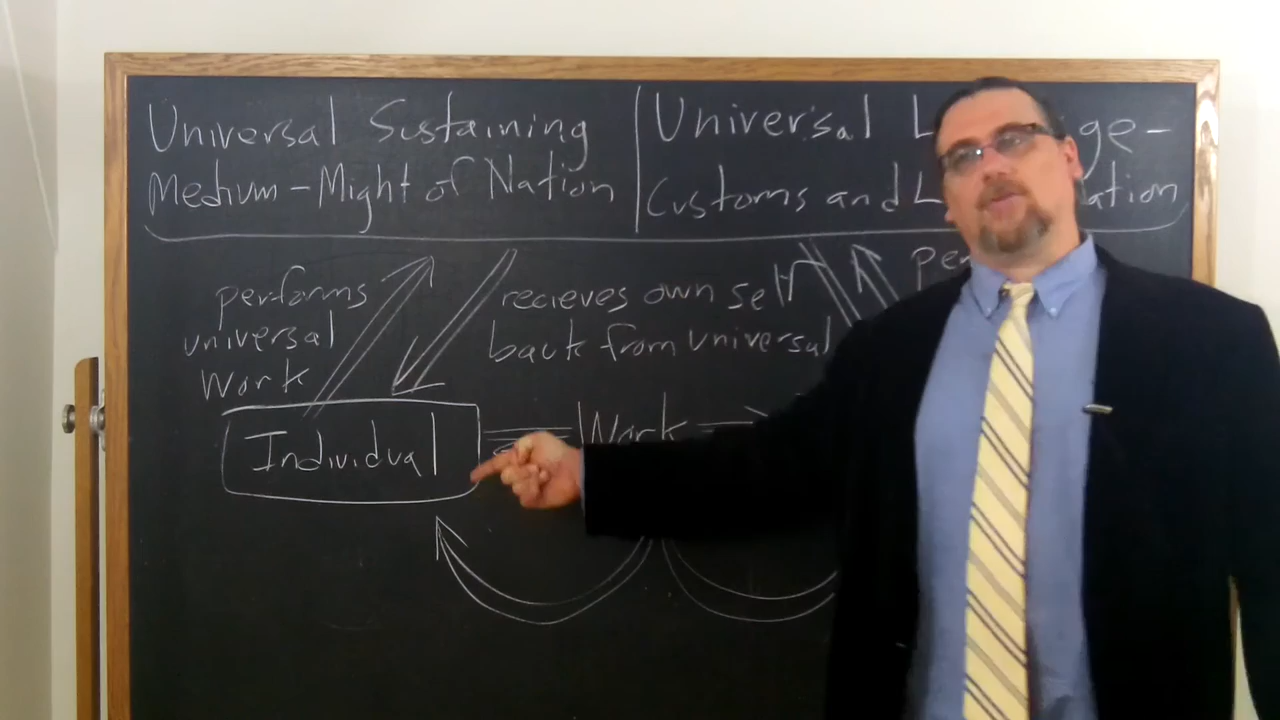 Universal Sustaining
Medium - Might of Nation
Universal
Customs and
performs
universal
work
recieves own self
back from universal
Individual
Work